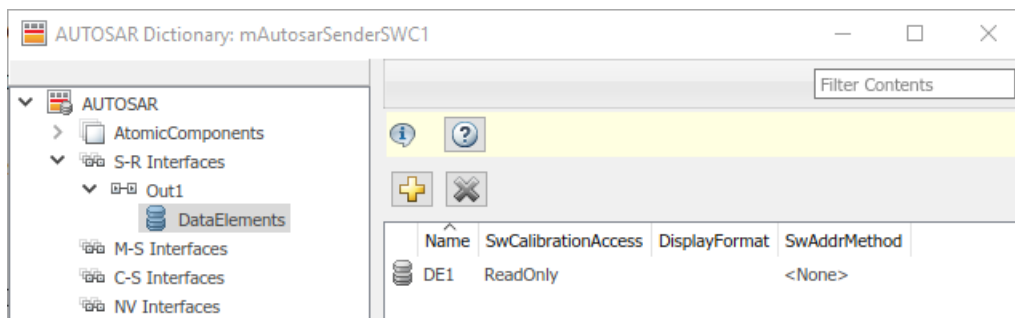 AUTOSAR Dictionary: mAutosarSenderSWC1
Filter Contents
AUTOSAR
AtomicComponents
S-R Interfaces
Out1
DataElements
M-S Interfaces
C-S Interfaces
NV Interfaces
Name SwCalibrationAccess DisplayFormat SwAddrMethod
DE1 ReadOnly <None>